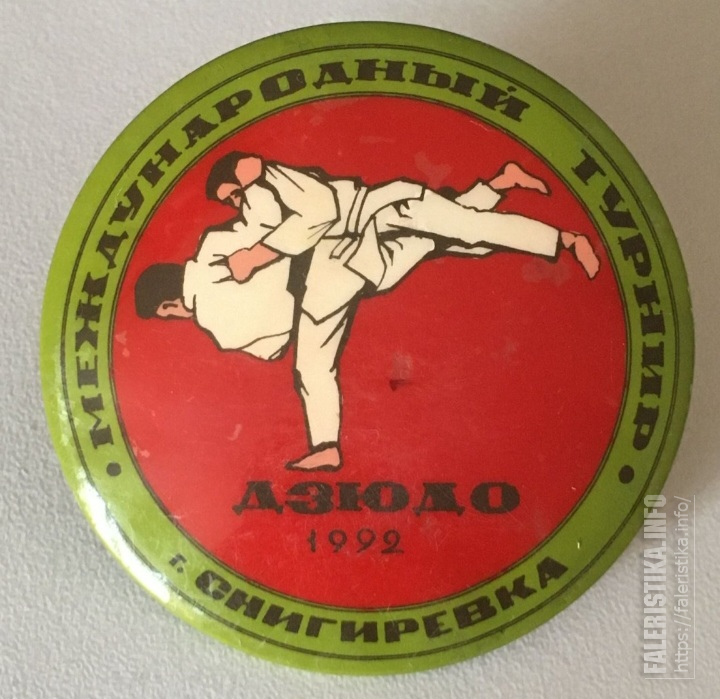 • МЕЖДУНАРОДНЫЙ ТУРНИР •
ДЗЮДО
1992
г. СНИГИРЕВКА
FALERISTIKA.INFO
https://faleristika.info/